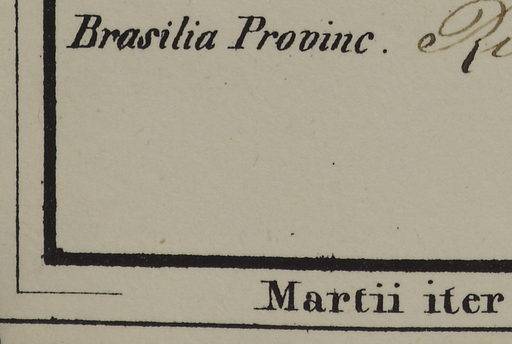 Brasilia Provinc.
Martii iter